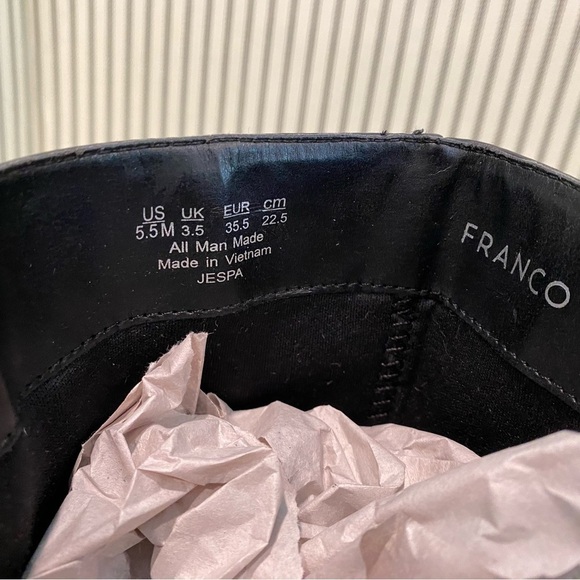 US UK EUR cm
5.5M 3.5 35.5 22.5
All Man Made
Made in Vietnam
JESPA
FRANCO